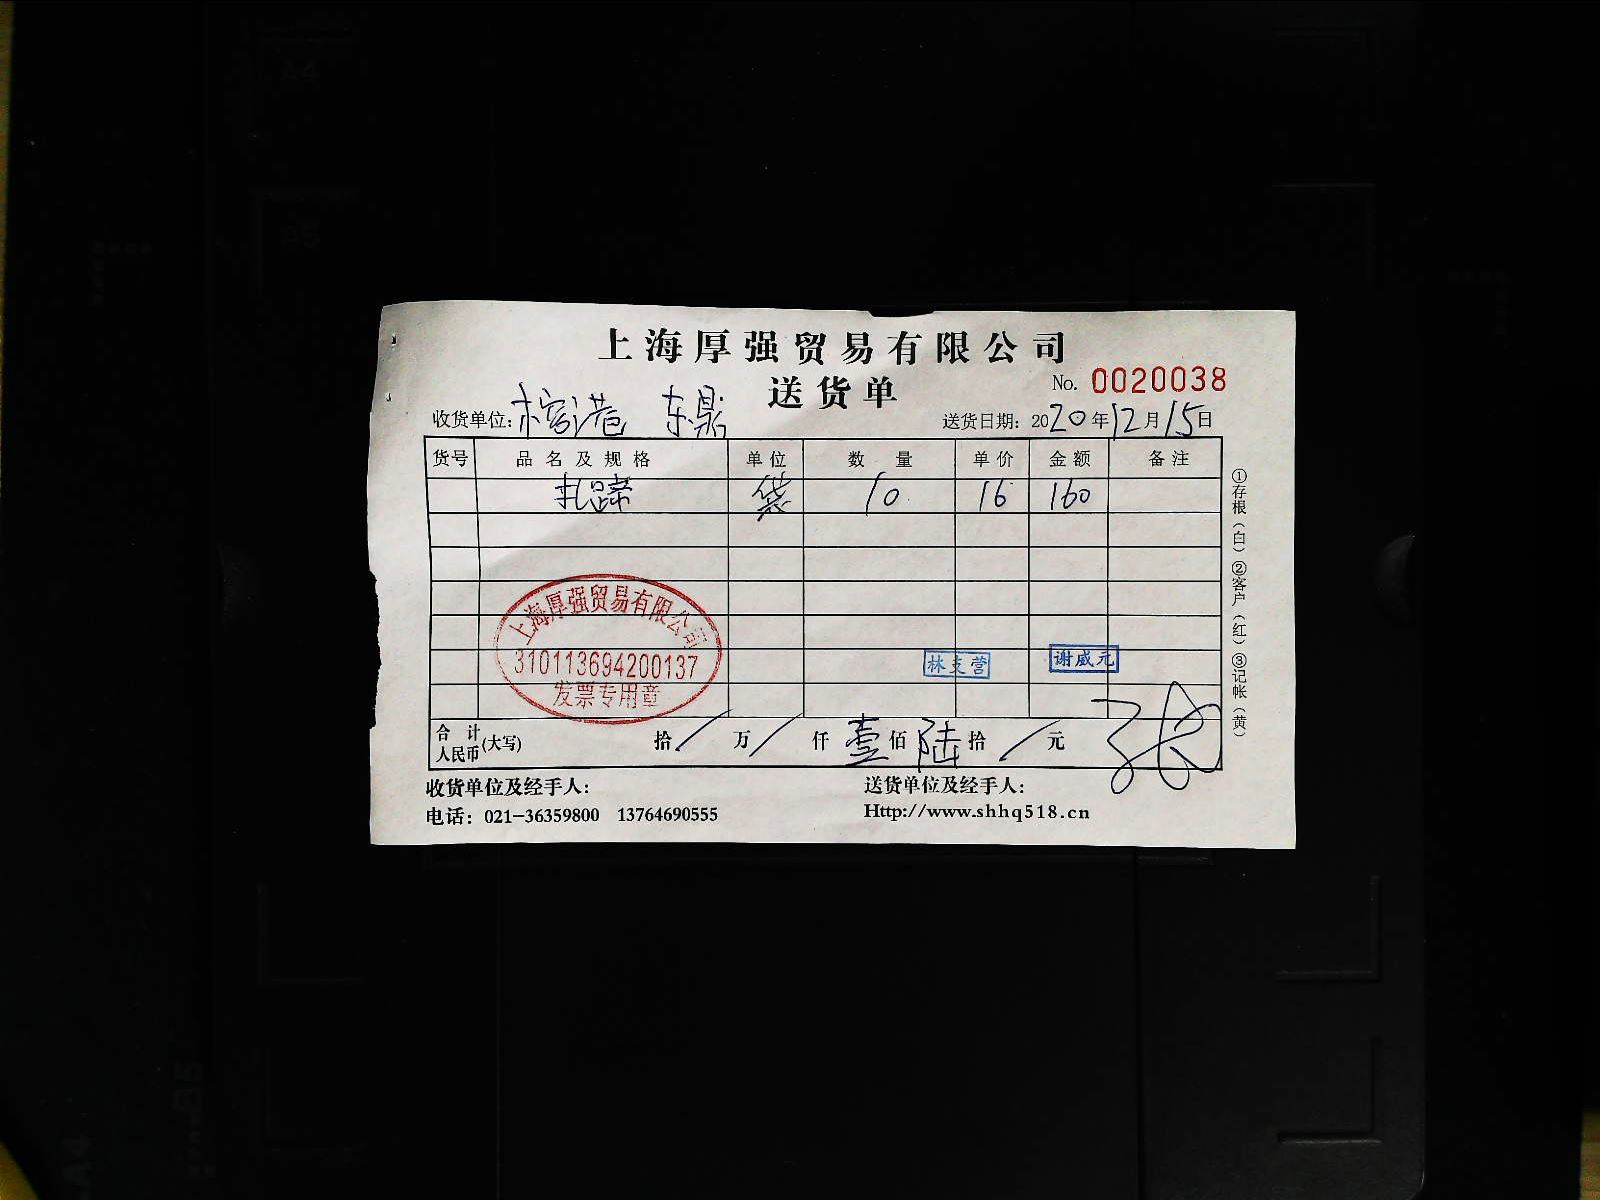 上海厚强贸易有限公司
送货单
No. 0020038
收货单位: 东鼎
送货日期: 2020年12月15日
货号 品名及规格 单位 数量 单价 金额 备注
扎蹄 袋 10 16 160
上海厚强贸易有限公司
310113694200137
发票专用章
林支营 谢威元
合计人民币(大写) 拾 / 万 / 仟 壹 佰 陆 拾 / 元
收货单位及经手人: 送货单位及经手人:
电话: 021-36359800 13764690555 Http://www.shhq518.cn
①存根(白)②客户(红)③记帐(黄)